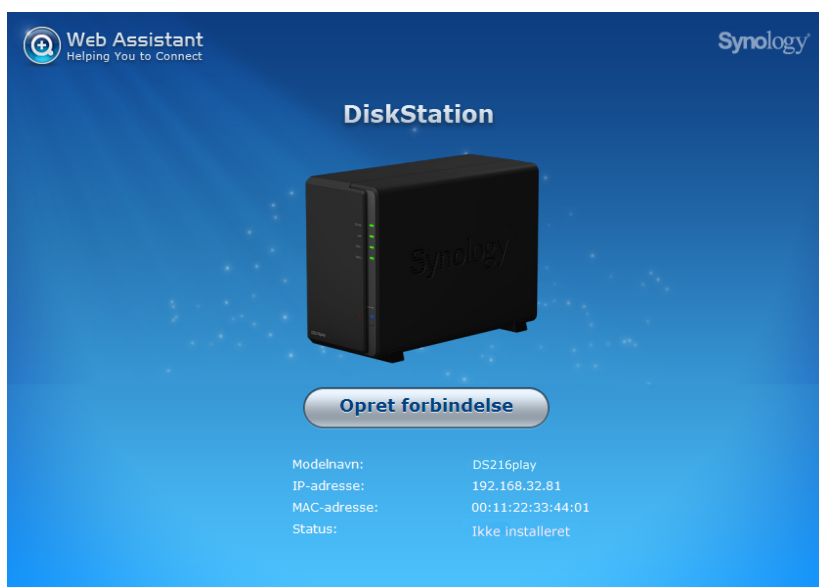 Web Assistant
Helping You to Connect
Synology
DiskStation
Synology
Opret forbindelse
Modelnavn: DS216play
IP-adresse: 192.168.32.81
MAC-adresse: 00:11:22:33:44:01
Status: Ikke installeret